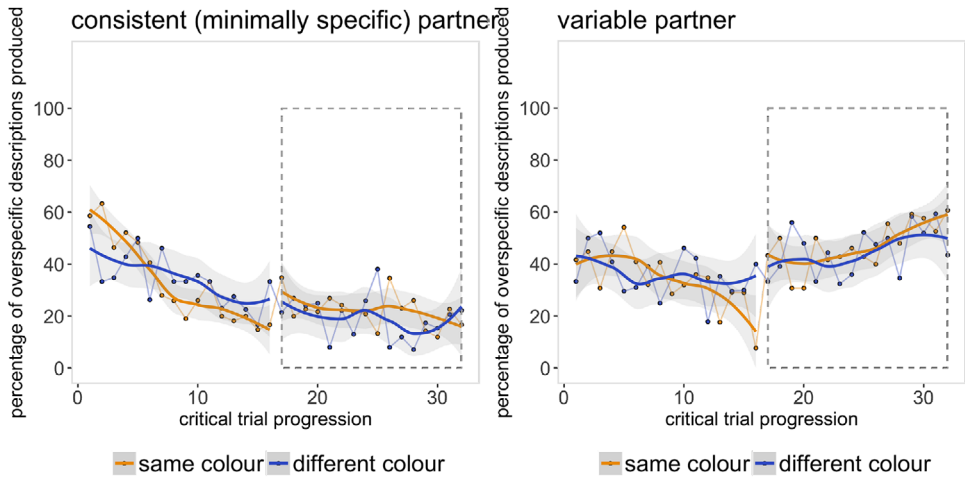 consistent (minimally specific) partner
percentage of overspecific descriptions produced
100
80
60
40
20
0
0 10 20 30
critical trial progression
same colour different colour
variable partner
percentage of overspecific descriptions produced
100
80
60
40
20
0
0 10 20 30
critical trial progression
same colour different colour